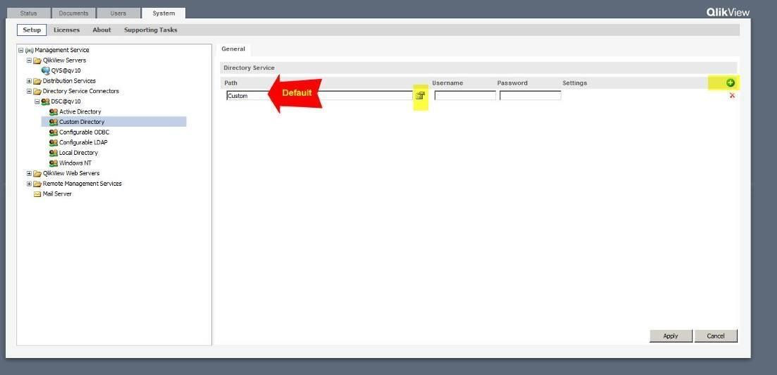 Status Documents Users System
QlikView
Setup Licenses About Supporting Tasks
Management Service
QlikView Servers
QVS@qv10
Distribution Services
Directory Service Connectors
DSC@qv10
Active Directory
Custom Directory
Configurable ODBC
Configurable LDAP
Local Directory
Windows NT
QlikView Web Servers
Remote Management Services
Mail Server
General
Directory Service
Path Username Password Settings
Custom
Default
Apply Cancel